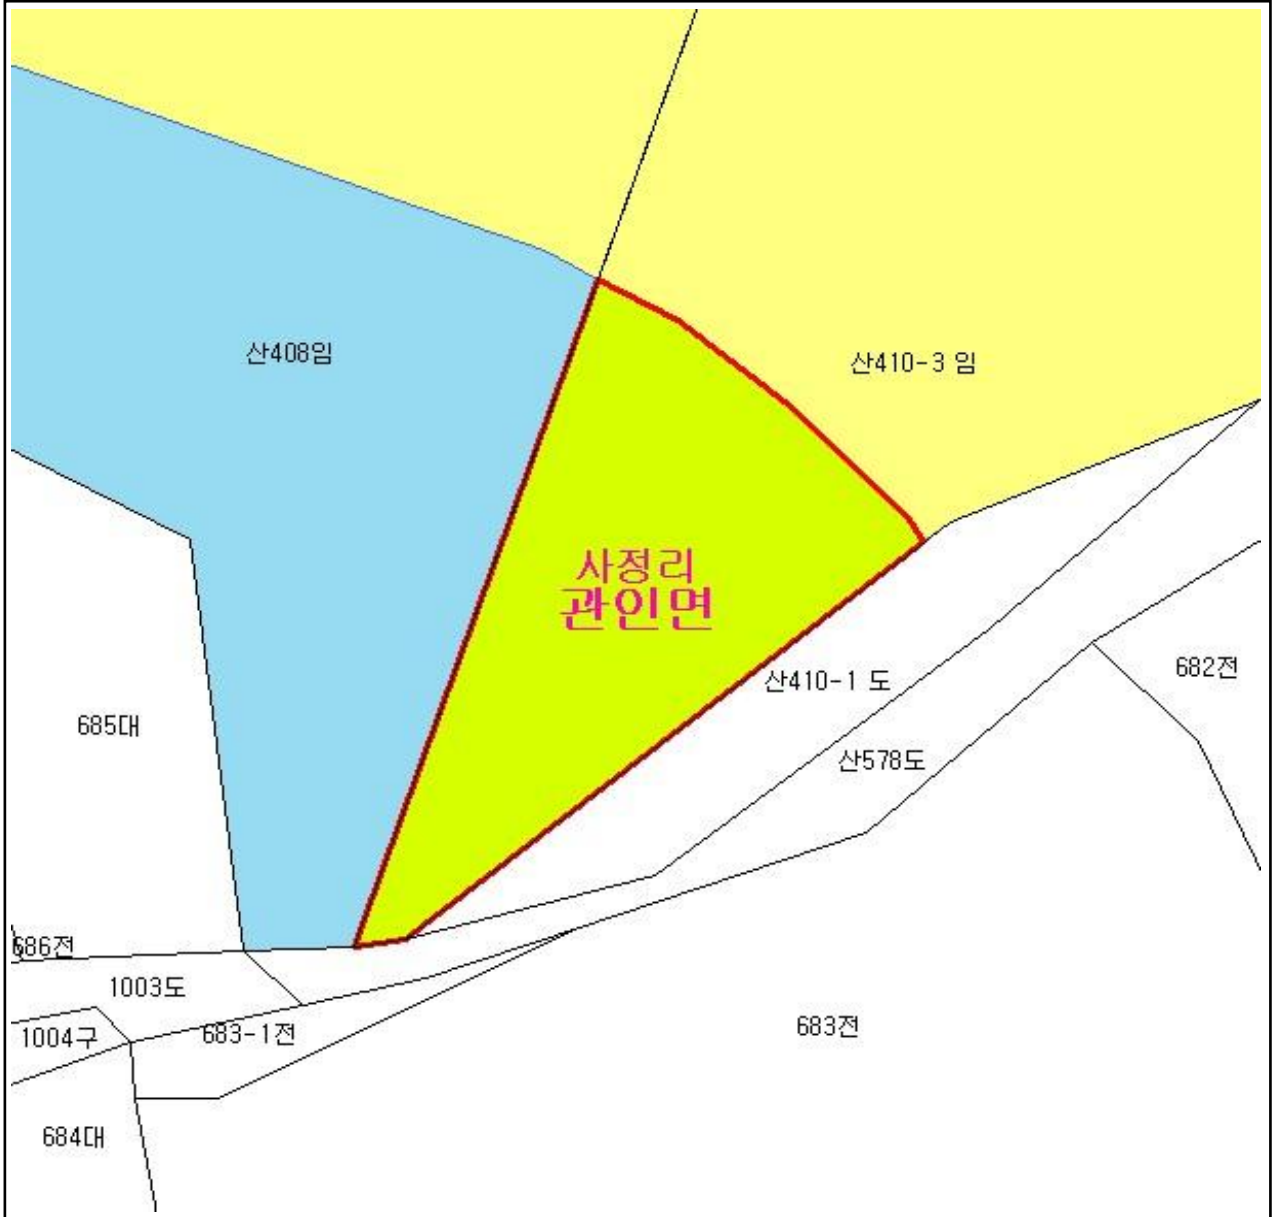 산408임
산410-3 임
사정리
관인면
산410-1 도
682전
685대
산578도
686전
1003도
1004구
683-1전
683전
684대